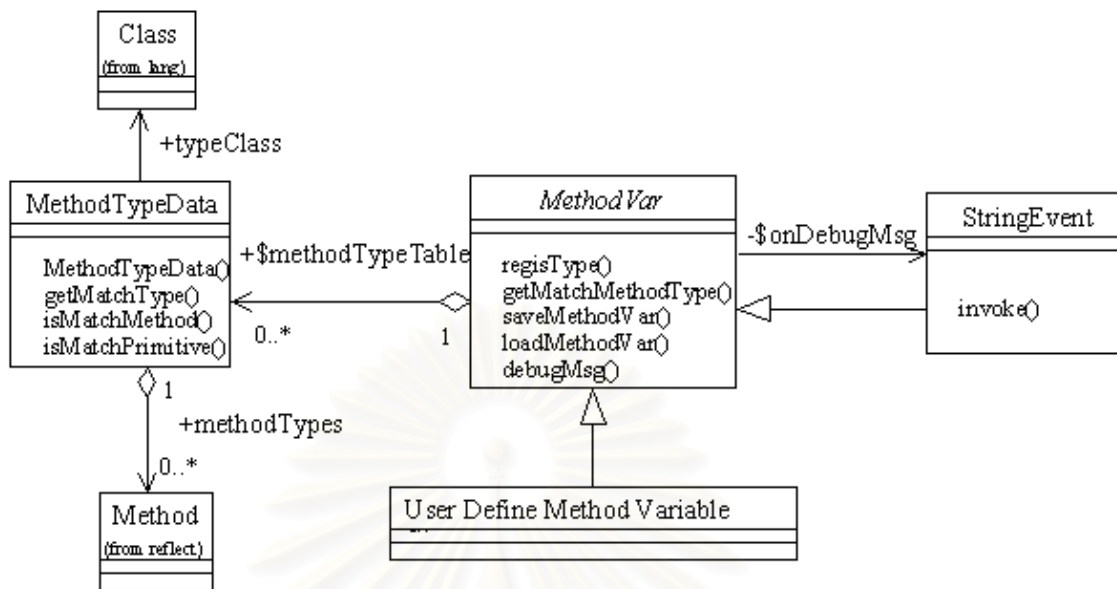 Class
(from lang)
+typeClass
MethodTypeData
MethodTypeData()
getMatchType()
isMatchMethod()
isMatchPrimitive()
+$methodTypeTable
0..*
1
MethodVar
regisType()
getMatchMethodType()
saveMethodVar()
loadMethodVar()
debugMsg()
-$onDebugMsg
StringEvent
invoke()
1
+methodTypes
0..*
Method
(from reflect)
User Define Method Variable